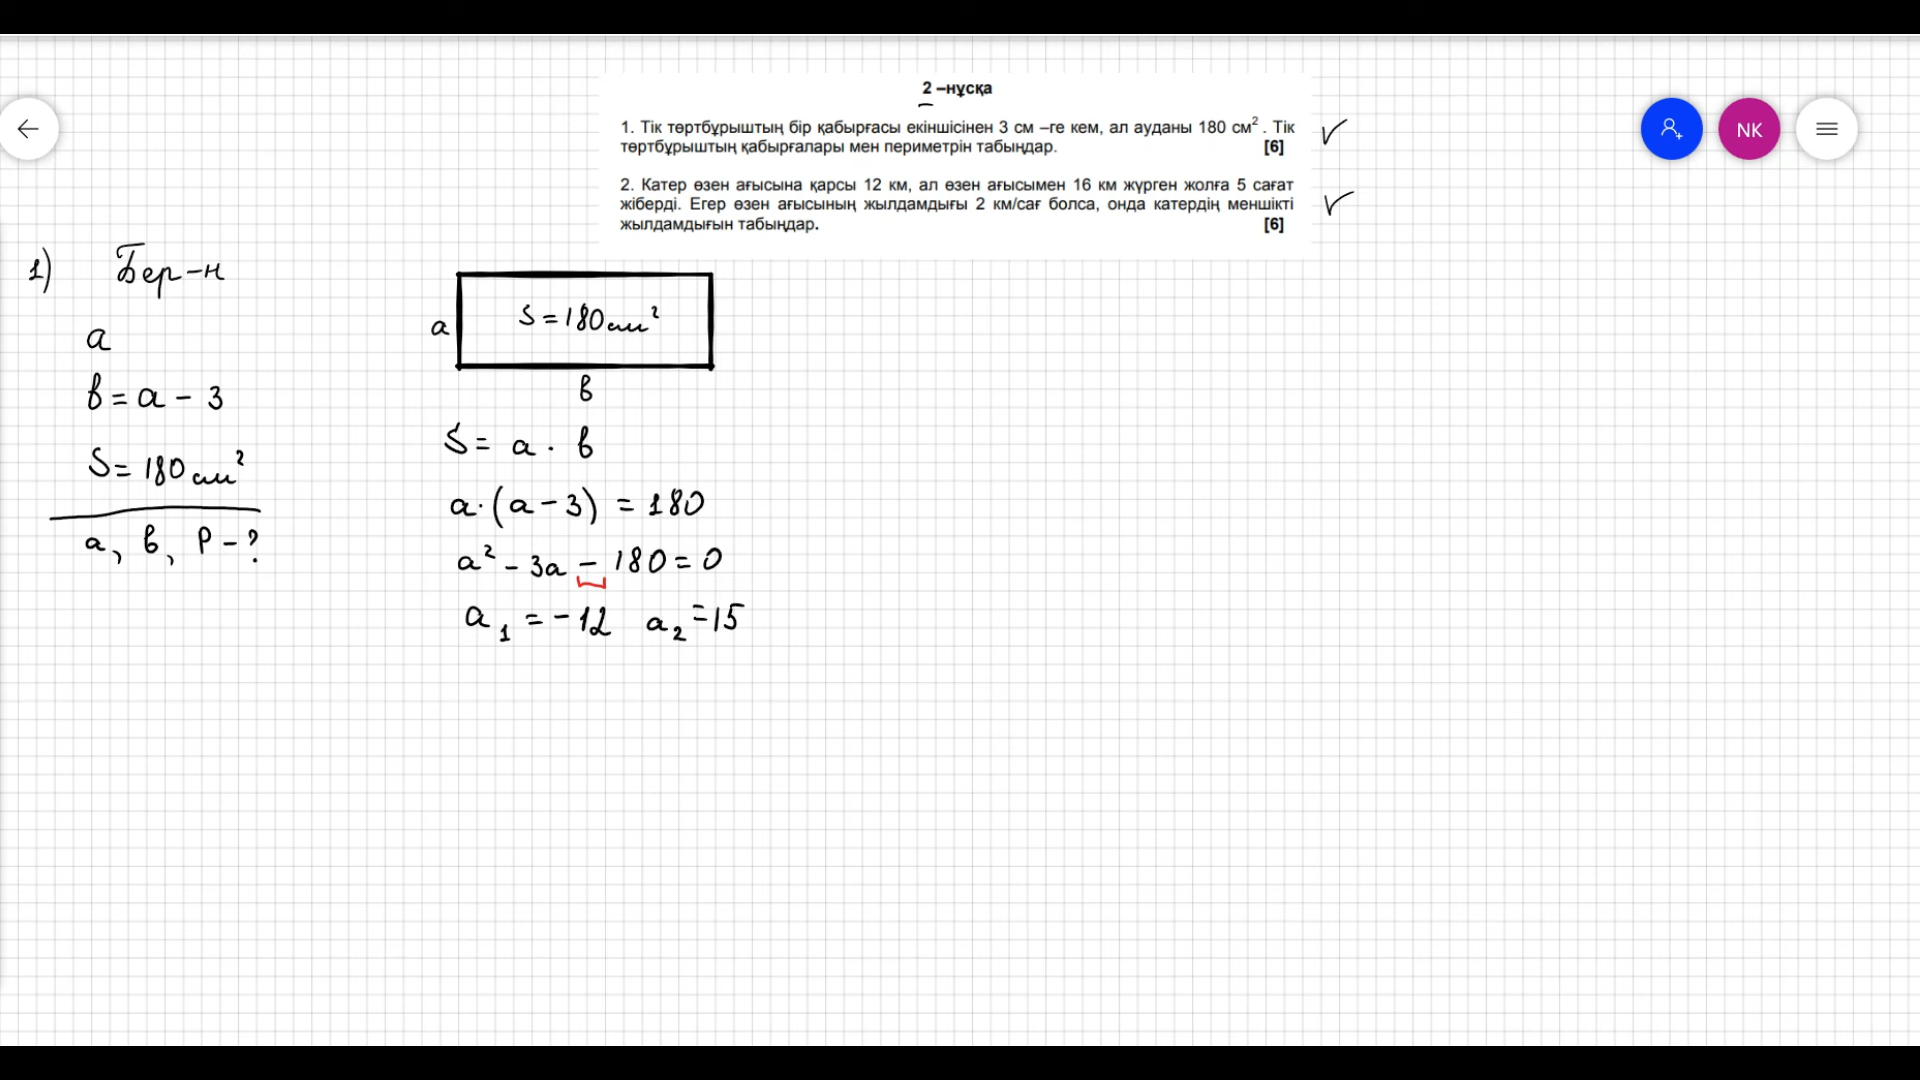 2 –нұсқа
1. Тік төртбұрыштың бір қабырғасы екіншісінен 3 см –ге кем, ал ауданы 180 см² . Тік
төртбұрыштың қабырғалары мен периметрін табыңдар. [6]
2. Катер өзен ағысына қарсы 12 км, ал өзен ағысымен 16 км жүрген жолға 5 сағат
жіберді. Егер өзен ағысының жылдамдығы 2 км/сағ болса, онда катердің меншікті
жылдамдығын табыңдар. [6]
NK
1) Бер-н
a
в = a - 3
S = 180 см²
a, в, P - ?
S = 180 см²
a
в
S = a · в
a · (a - 3) = 180
a² - 3a - 180 = 0
a₁ = -12 a₂ = 15